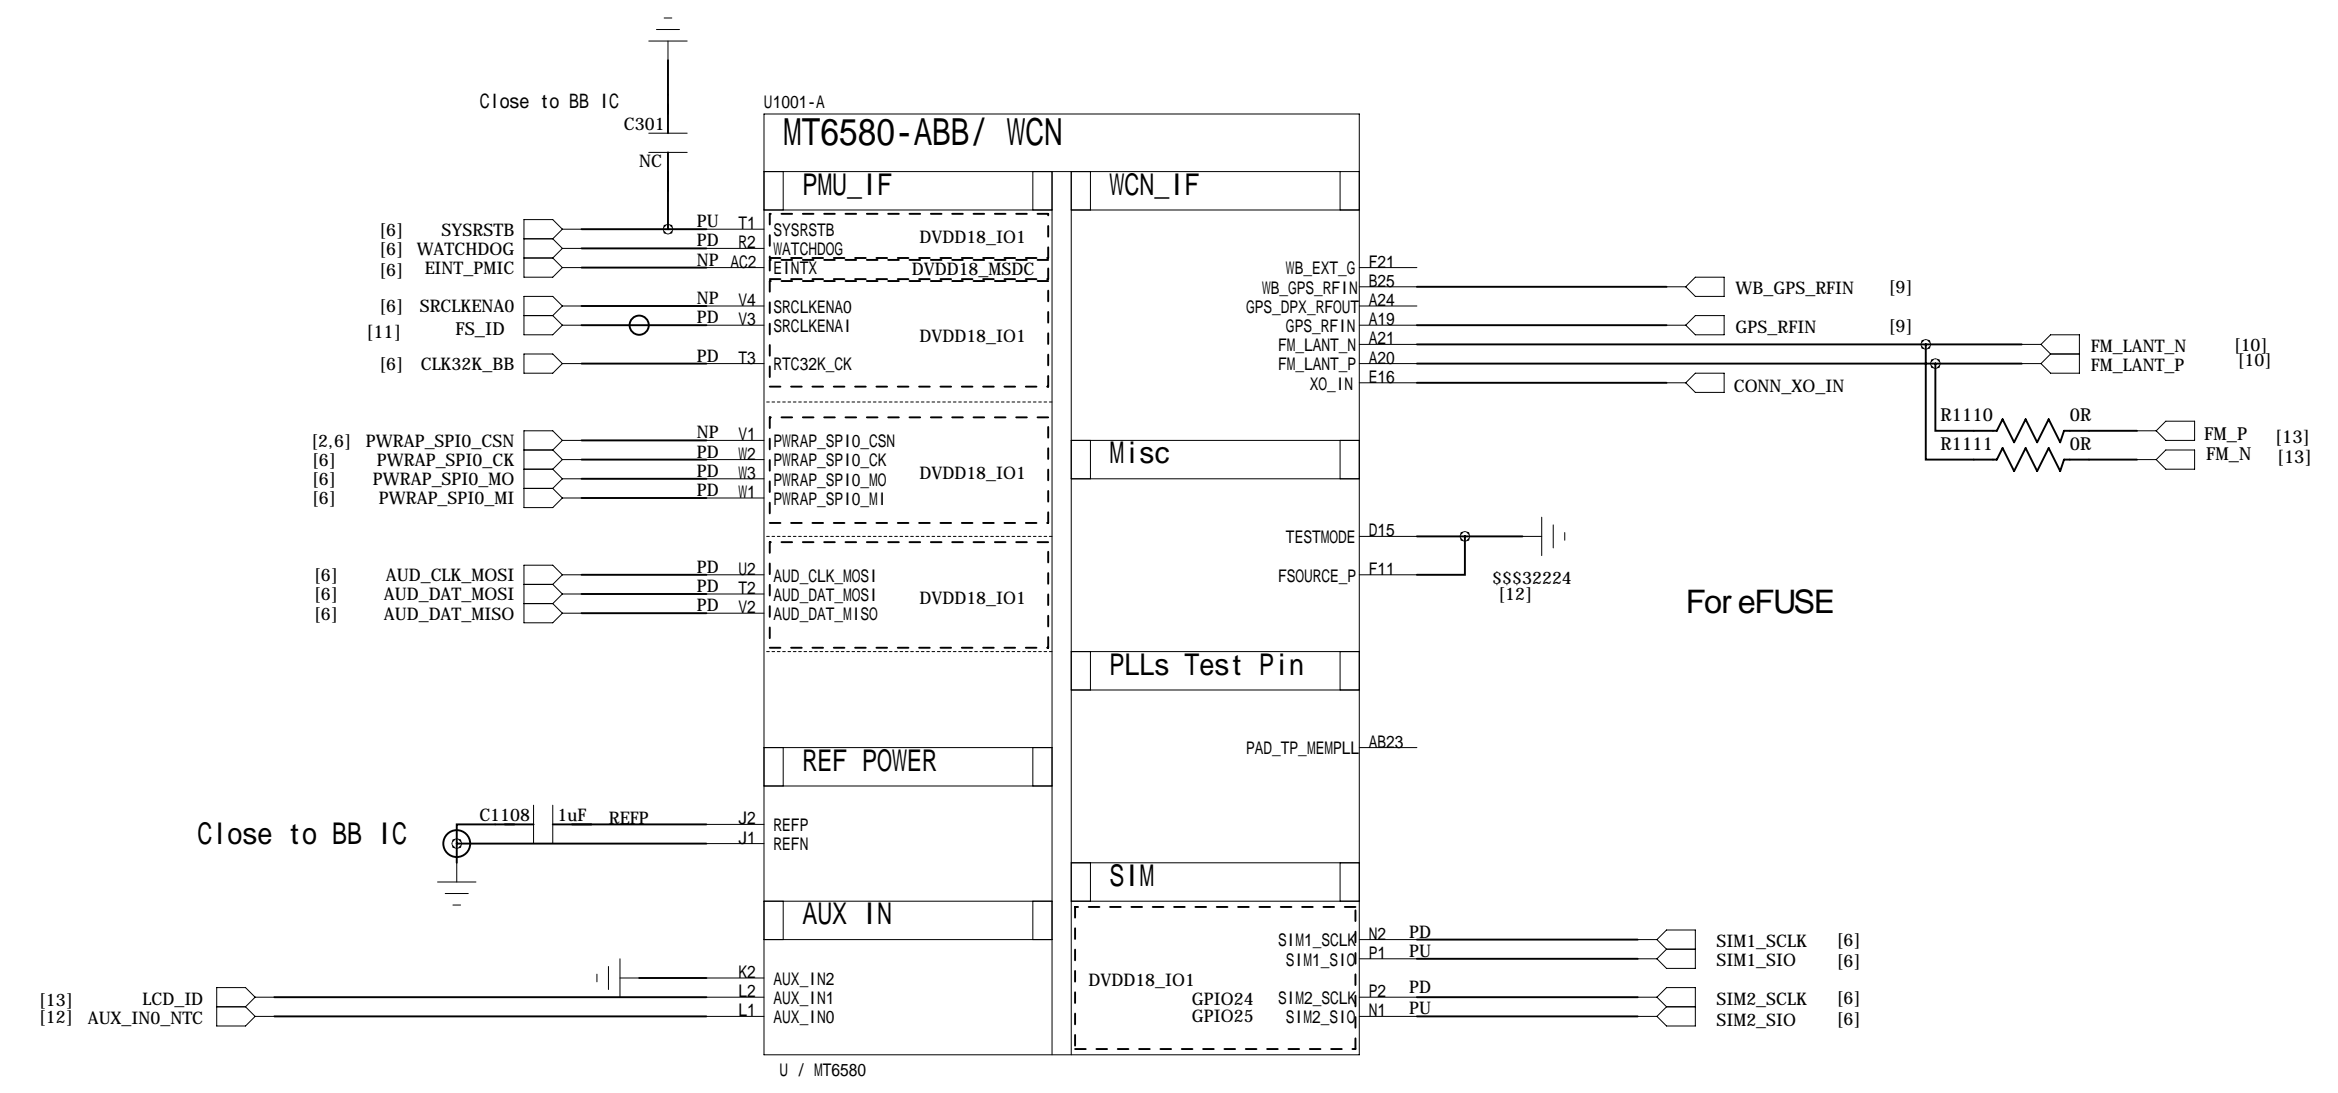 Close to BB IC
C301
NC
U1001-A
MT6580-ABB/ WCN
PMU_IF
WCN_IF
[6] SYSRSTB PU T1 SYSRSTB
DVDD18_IO1
[6] WATCHDOG PD R2 WATCHDOG
[6] EINT_PMIC NP AC2 EINTX DVDD18_MSDC
[6] SRCLKENA0 NP V4 SRCLKENA0
[11] FS_ID PD V3 SRCLKENAI
DVDD18_IO1
[6] CLK32K_BB PD T3 RTC32K_CK
[2,6] PWRAP_SPI0_CSN NP V1 PWRAP_SPI0_CSN
[6] PWRAP_SPI0_CK PD W2 PWRAP_SPI0_CK
DVDD18_IO1
[6] PWRAP_SPI0_MO PD W3 PWRAP_SPI0_MO
[6] PWRAP_SPI0_MI PD W1 PWRAP_SPI0_MI
[6] AUD_CLK_MOSI PD U2 AUD_CLK_MOSI
[6] AUD_DAT_MOSI PD T2 AUD_DAT_MOSI
DVDD18_IO1
[6] AUD_DAT_MISO PD V2 AUD_DAT_MISO
REF POWER
Close to BB IC
C1108 1uF REFP J2 REFP
J1 REFN
AUX IN
K2 AUX_IN2
[13] LCD_ID L2 AUX_IN1
[12] AUX_IN0_NTC L1 AUX_IN0
U / MT6580
WB_EXT_G F21
WB_GPS_RFIN B25 WB_GPS_RFIN [9]
GPS_DPX_RFOUT A24
GPS_RFIN A19 GPS_RFIN [9]
FM_LANT_N A21 FM_LANT_N [10]
FM_LANT_P A20 FM_LANT_P [10]
XO_IN E16 CONN_XO_IN
R1110 0R FM_P [13]
R1111 0R FM_N [13]
Misc
TESTMODE D15
FSOURCE_P F11
$$$32224
[12]
For eFUSE
PLLs Test Pin
PAD_TP_MEMPLL AB23
SIM
SIM1_SCLK N2 PD SIM1_SCLK [6]
SIM1_SIO P1 PU SIM1_SIO [6]
DVDD18_IO1
GPIO24 SIM2_SCLK P2 PD SIM2_SCLK [6]
GPIO25 SIM2_SIO N1 PU SIM2_SIO [6]